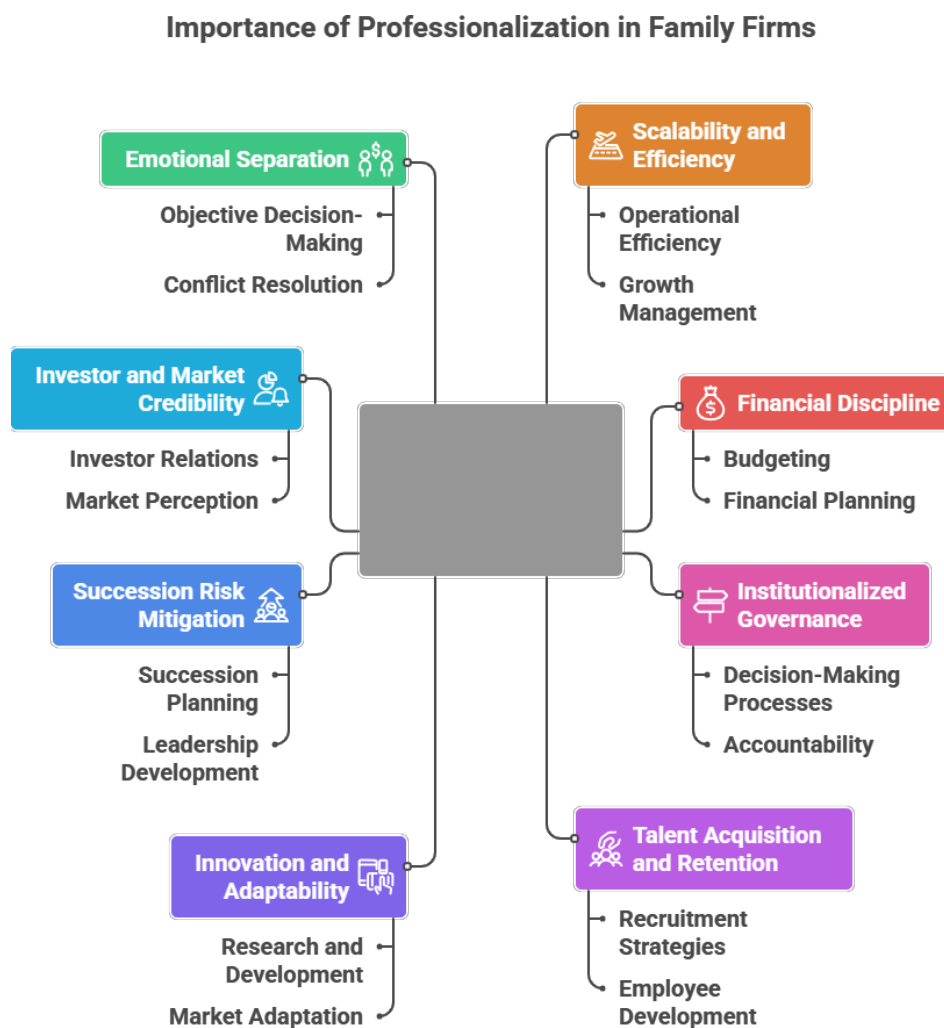 Importance of Professionalization in Family Firms
Emotional Separation
Objective Decision-
Making
Conflict Resolution
Scalability and
Efficiency
Operational
Efficiency
Growth
Management
Investor and Market
Credibility
Investor Relations
Market Perception
Financial Discipline
Budgeting
Financial Planning
Succession Risk
Mitigation
Succession
Planning
Leadership
Development
Institutionalized
Governance
Decision-Making
Processes
Accountability
Innovation and
Adaptability
Research and
Development
Market Adaptation
Talent Acquisition
and Retention
Recruitment
Strategies
Employee
Development